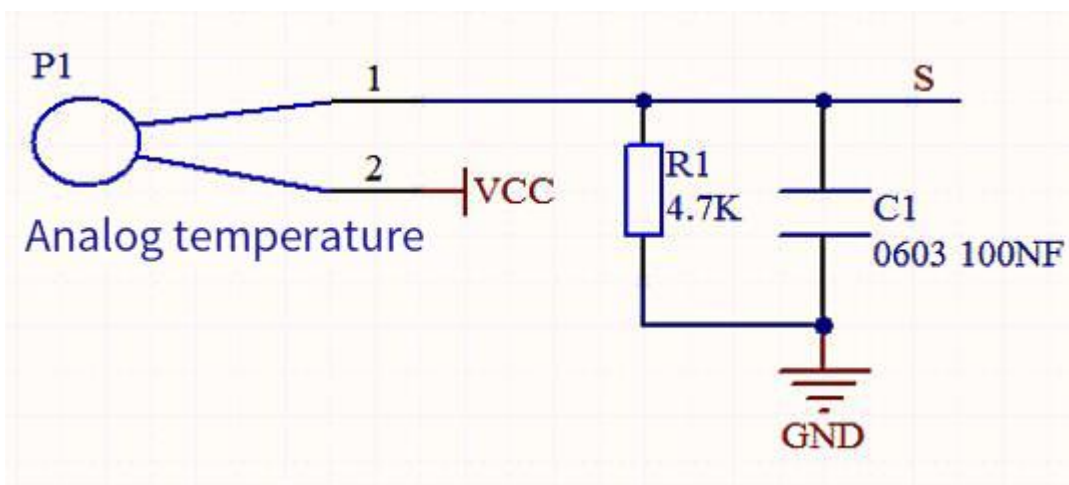 P1
1
S
2
VCC
R1
4.7K
C1
0603 100NF
Analog temperature
GND